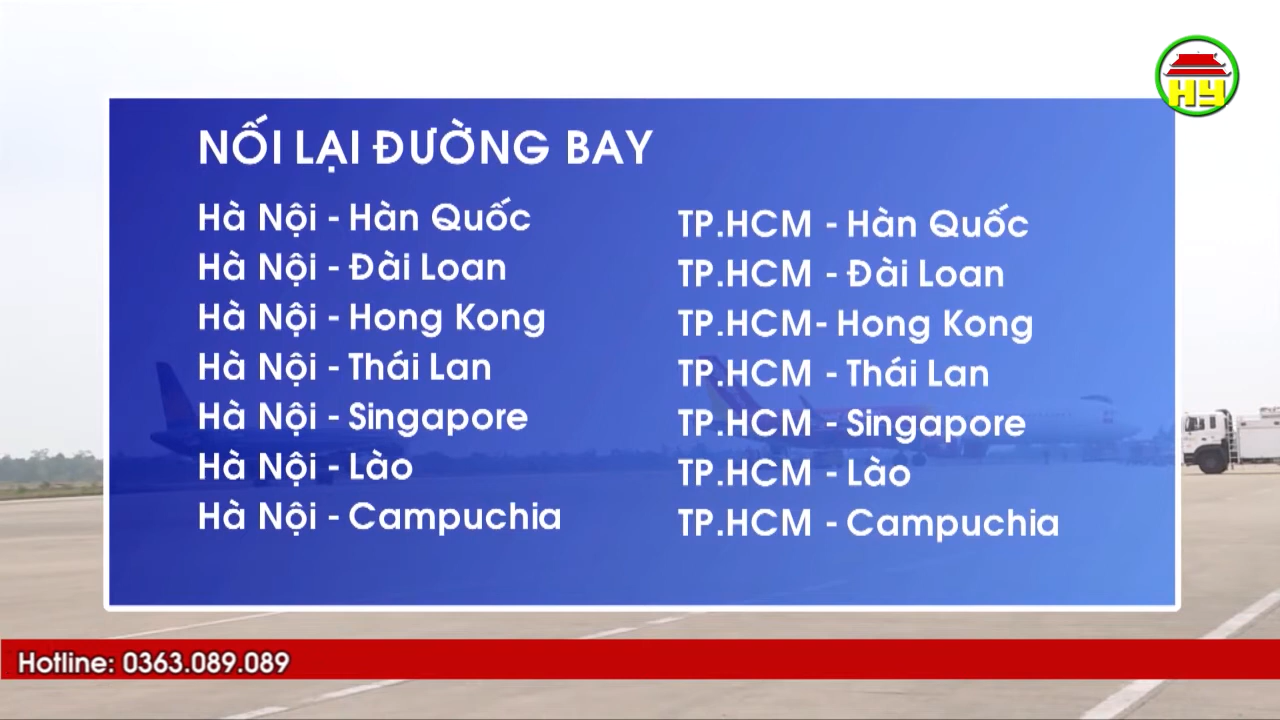 HY
NỐI LẠI ĐƯỜNG BAY
Hà Nội - Hàn Quốc
Hà Nội - Đài Loan
Hà Nội - Hong Kong
Hà Nội - Thái Lan
Hà Nội - Singapore
Hà Nội - Lào
Hà Nội - Campuchia
TP.HCM - Hàn Quốc
TP.HCM - Đài Loan
TP.HCM- Hong Kong
TP.HCM - Thái Lan
TP.HCM - Singapore
TP.HCM - Lào
TP.HCM - Campuchia
Hotline: 0363.089.089